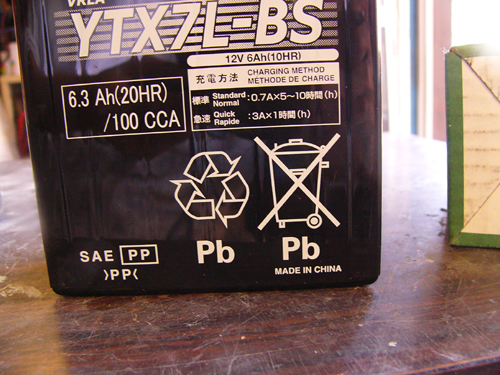 VRLA
YTX7L-BS
12V 6Ah(10HR)
充電方法 CHARGING METHOD
METHODE DE CHARGE
標準 Standard Normal :0.7A×5~10時間(h)
急速 Quick Rapide :3A×1時間(h)
6.3 Ah(20HR)
/100 CCA
Pb
Pb
SAE PP
>PP<
MADE IN CHINA